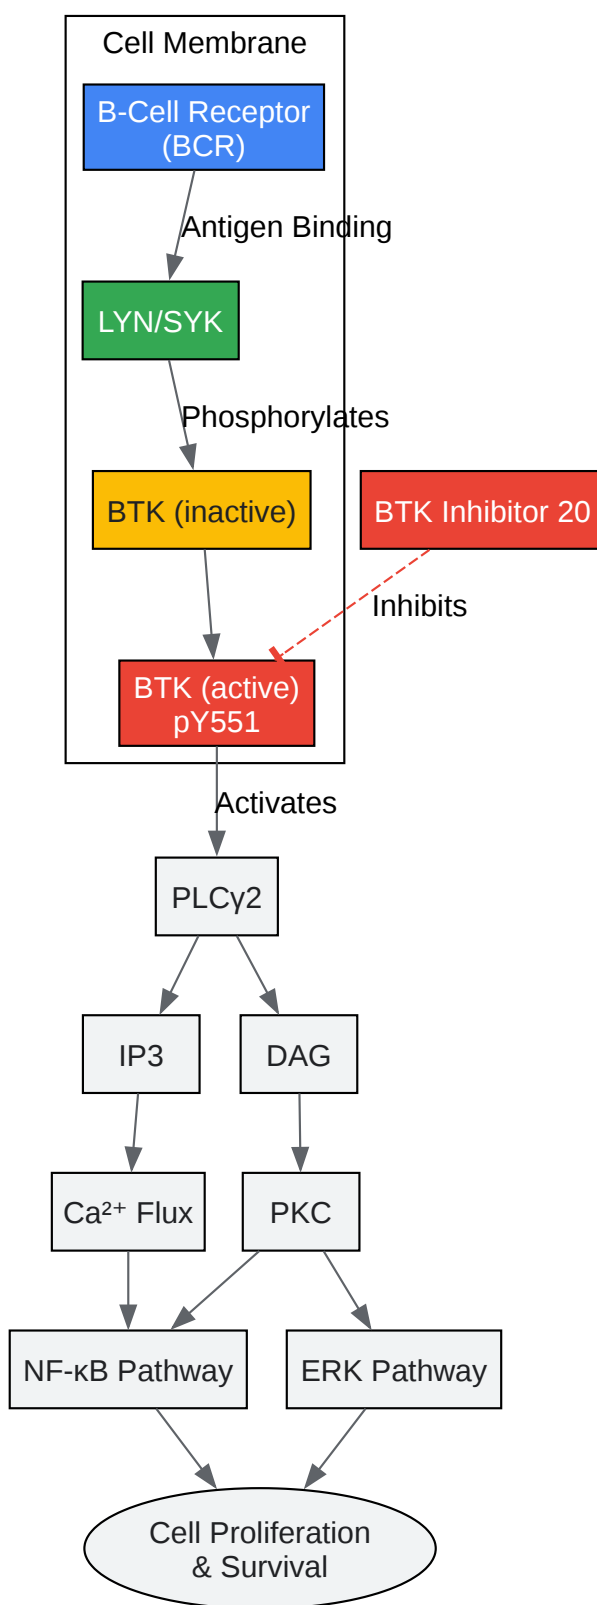 Cell Membrane
B-Cell Receptor
(BCR)
Antigen Binding
LYN/SYK
Phosphorylates
BTK (inactive)
BTK Inhibitor 20
Inhibits
BTK (active)
pY551
Activates
PLCγ2
IP3
DAG
Ca²⁺ Flux
PKC
NF-κB Pathway
ERK Pathway
Cell Proliferation
& Survival